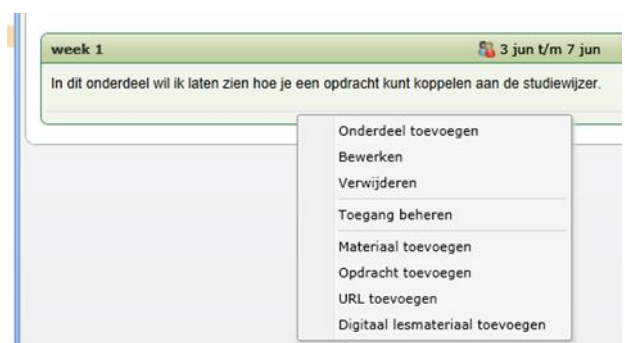 week 1 3 jun t/m 7 jun
In dit onderdeel wil ik laten zien hoe je een opdracht kunt koppelen aan de studiewijzer.
Onderdeel toevoegen
Bewerken
Verwijderen
Toegang beheren
Materiaal toevoegen
Opdracht toevoegen
URL toevoegen
Digitaal lesmateriaal toevoegen